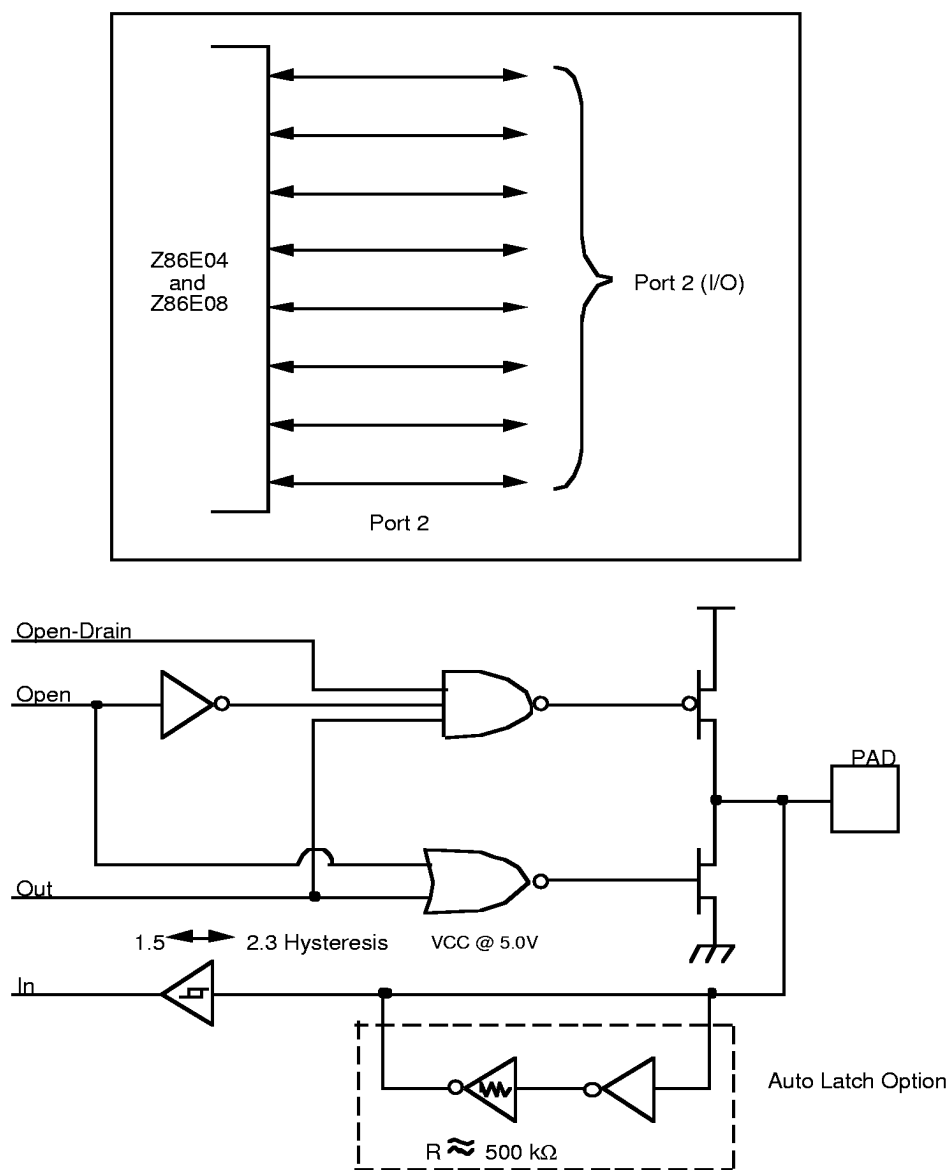 Z86E04
and
Z86E08
Port 2 (I/O)
Port 2
Open-Drain
Open
PAD
Out
1.5 2.3 Hysteresis VCC @ 5.0V
In
Auto Latch Option
R ≈ 500 kΩ